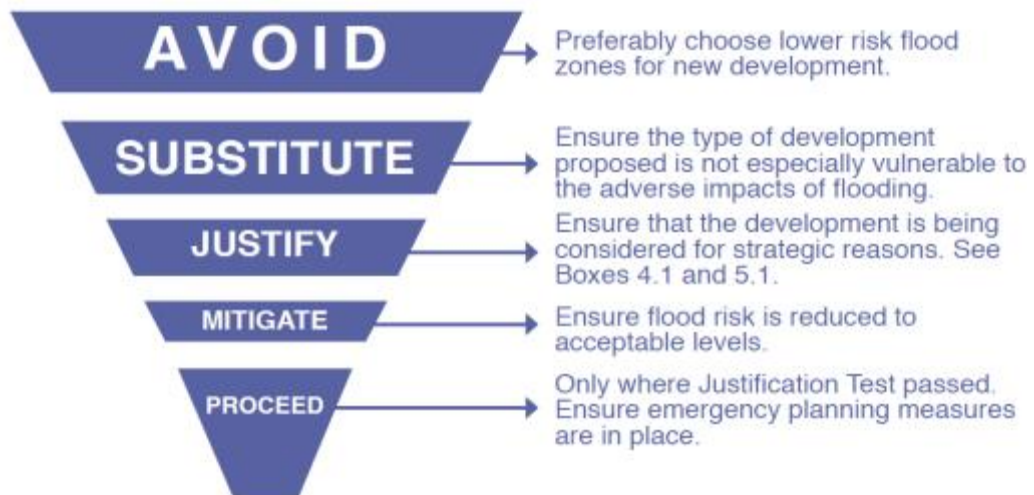 AVOID
Preferably choose lower risk flood
zones for new development.
SUBSTITUTE
Ensure the type of development
proposed is not especially vulnerable to
the adverse impacts of flooding.
JUSTIFY
Ensure that the development is being
considered for strategic reasons. See
Boxes 4.1 and 5.1.
MITIGATE
Ensure flood risk is reduced to
acceptable levels.
PROCEED
Only where Justification Test passed.
Ensure emergency planning measures
are in place.